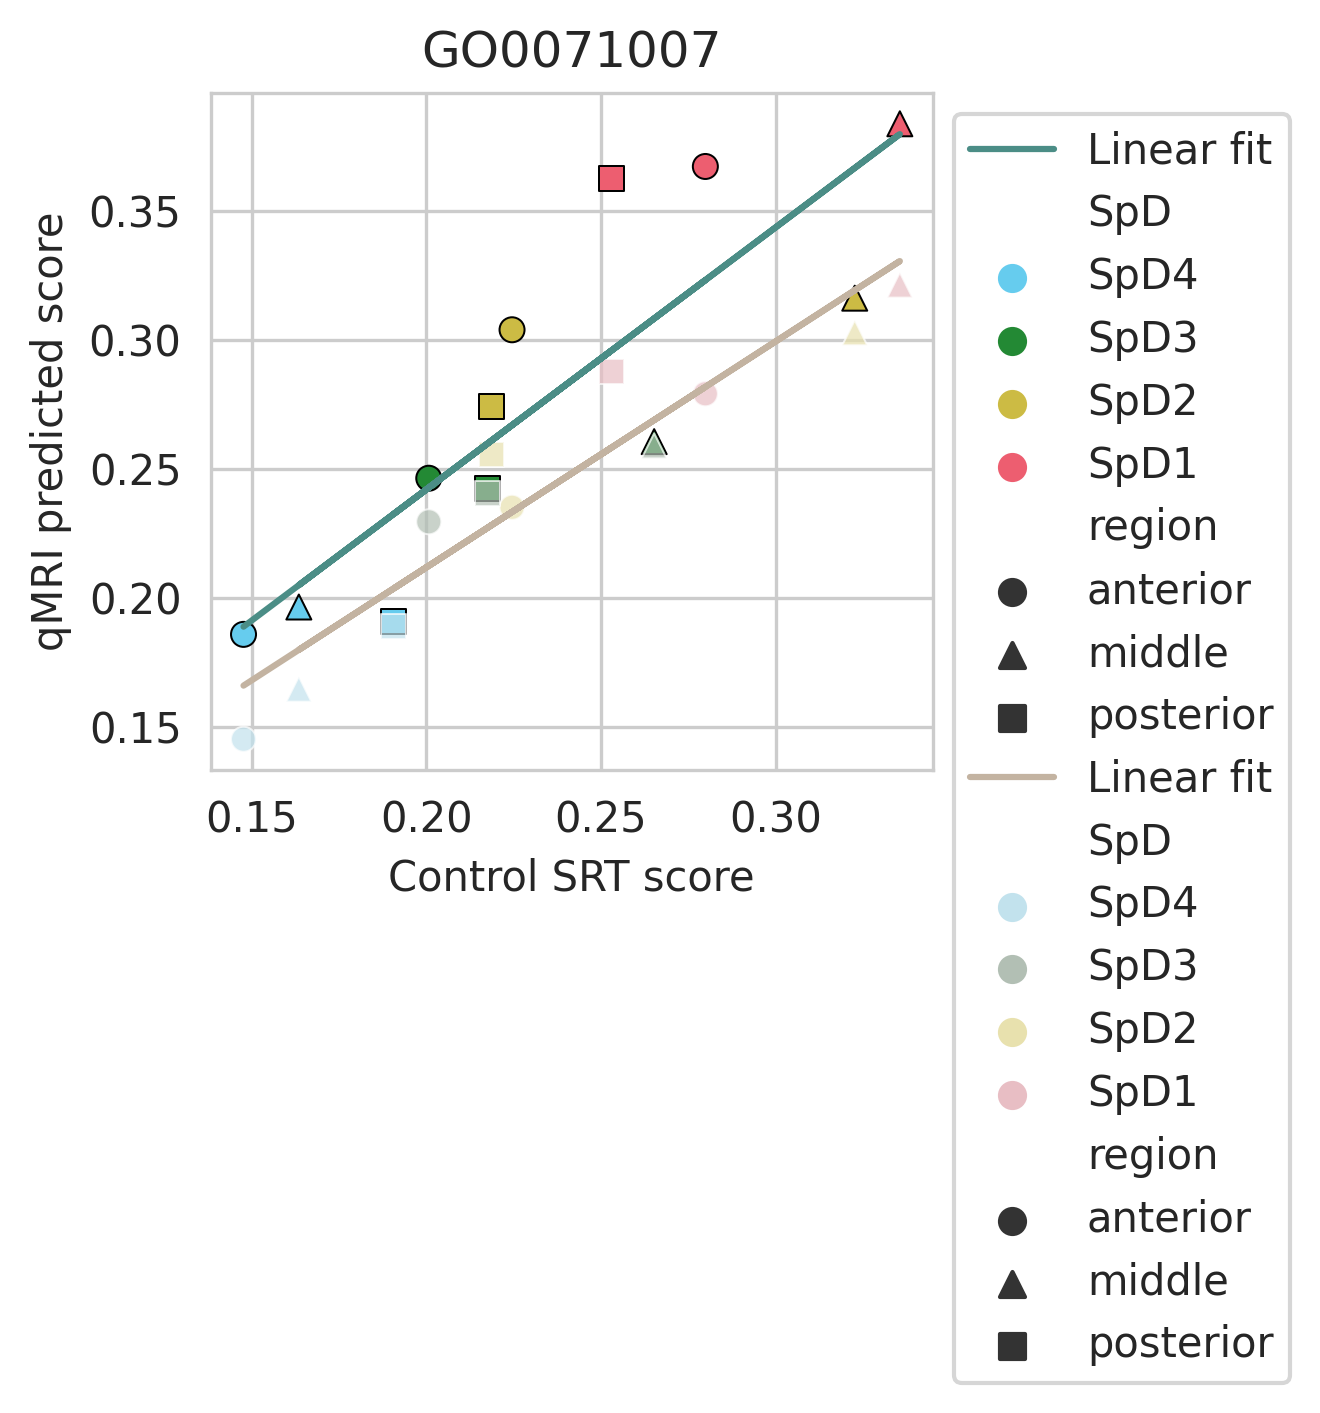 GO0071007
qMRI predicted score
0.35
0.30
0.25
0.20
0.15
0.15 0.20 0.25 0.30
Control SRT score
Linear fit
SpD
SpD4
SpD3
SpD2
SpD1
region
anterior
middle
posterior
Linear fit
SpD
SpD4
SpD3
SpD2
SpD1
region
anterior
middle
posterior